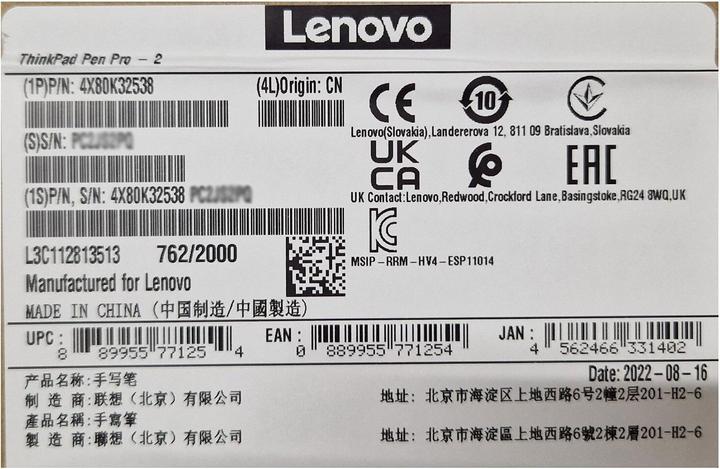 Lenovo
ThinkPad Pen Pro - 2
(1P)P/N: 4X80K32538
(4L)Origin: CN
CE
10
Lenovo(Slovakia),Landererova 12, 811 09 Bratislava,Slovakia
(S)S/N:
UK
CA
EAC
(1S)P/N, S/N: 4X80K32538
UK Contact:Lenovo,Redwood,Crockford Lane,Basingstoke,RG24 8WQ,UK
L3C112813513 762/2000
MSIP-RRM-HV4-ESP11014
Manufactured for Lenovo
MADE IN CHINA (中国制造/中國製造)
UPC: 8 89955 77125 4
EAN: 0 889955 771254
JAN: 4 562466 331402
Date: 2022-08-16
产品名称:手写笔
制 造 商:联想（北京）有限公司 地址: 北京市海淀区上地西路6号2幢2层201-H2-6
產品名稱:手寫筆
製 造 商:聯想（北京）有限公司 地址: 北京市海淀區上地西路6號2棟2層201-H2-6